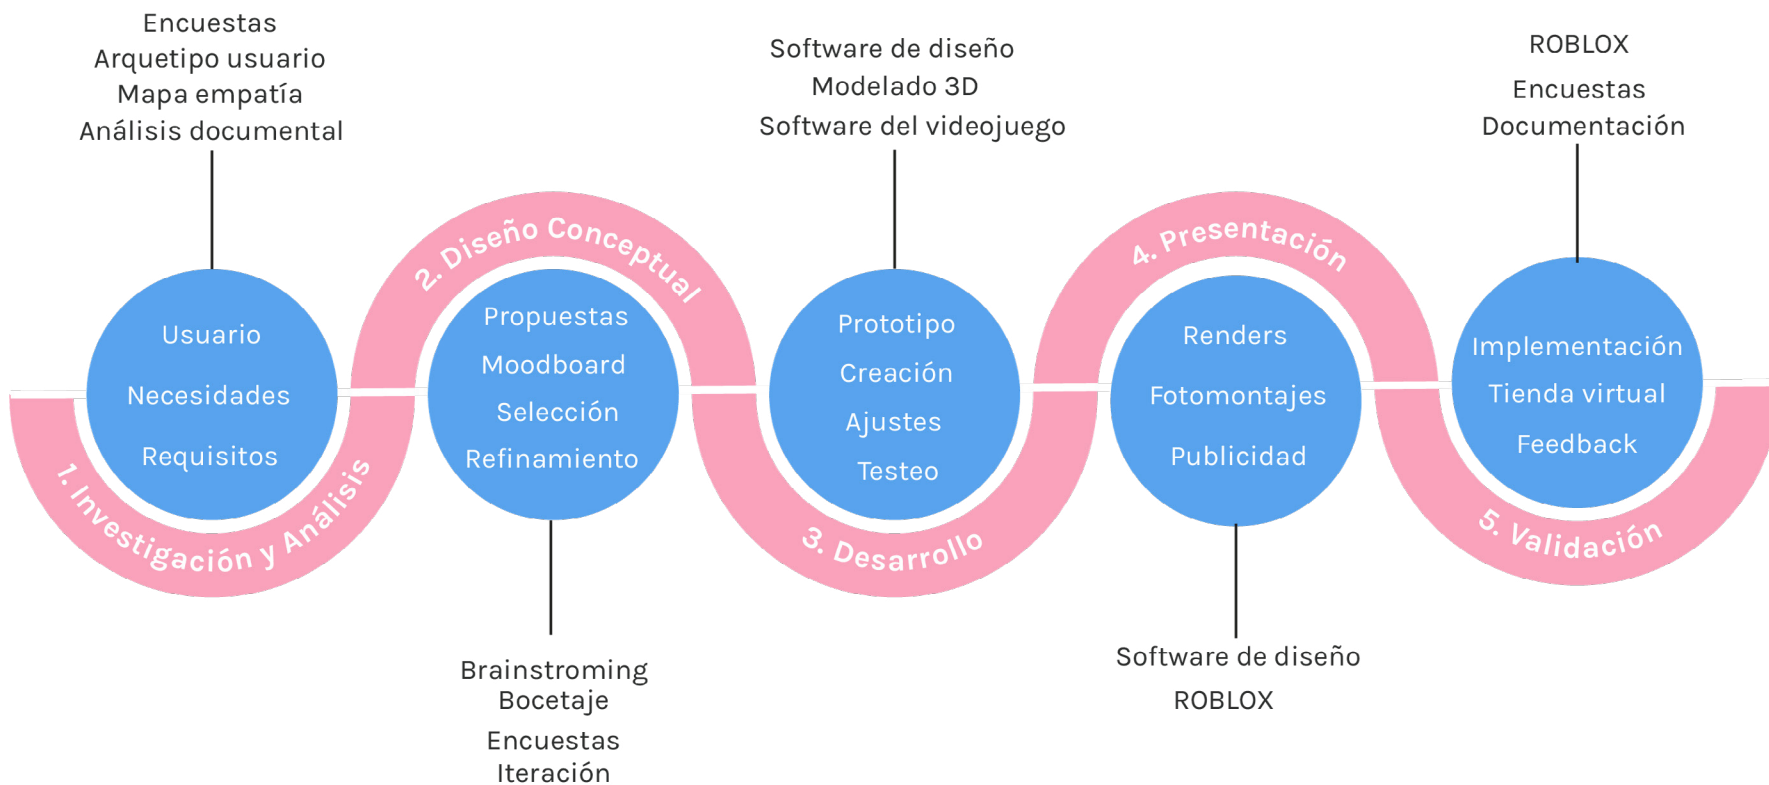 Encuestas
Arquetipo usuario
Mapa empatía
Análisis documental
Usuario
Necesidades
Requisitos
1. Investigación y Análisis
2. Diseño Conceptual
Propuestas
Moodboard
Selección
Refinamiento
Brainstroming
Bocetaje
Encuestas
Iteración
Software de diseño
Modelado 3D
Software del videojuego
Prototipo
Creación
Ajustes
Testeo
3. Desarrollo
4. Presentación
Renders
Fotomontajes
Publicidad
Software de diseño
ROBLOX
ROBLOX
Encuestas
Documentación
Implementación
Tienda virtual
Feedback
5. Validación